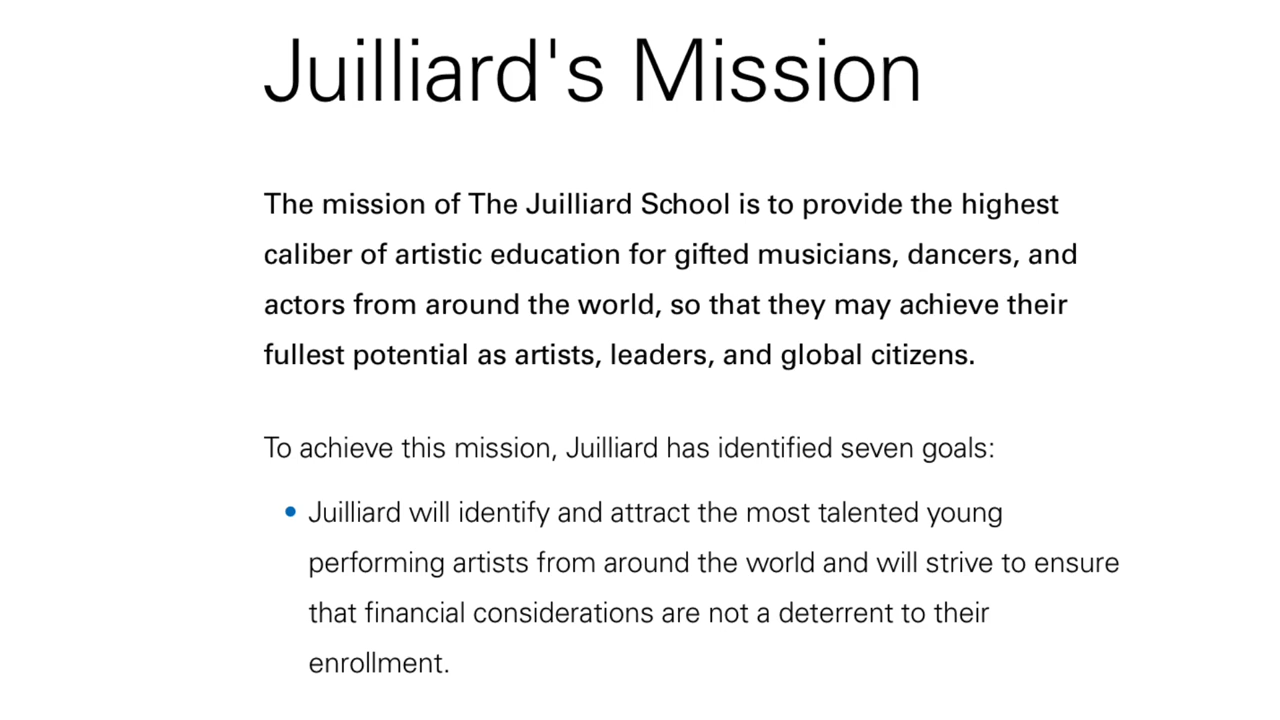 Juilliard's Mission
The mission of The Juilliard School is to provide the highest
caliber of artistic education for gifted musicians, dancers, and
actors from around the world, so that they may achieve their
fullest potential as artists, leaders, and global citizens.
To achieve this mission, Juilliard has identified seven goals:
• Juilliard will identify and attract the most talented young
performing artists from around the world and will strive to ensure
that financial considerations are not a deterrent to their
enrollment.